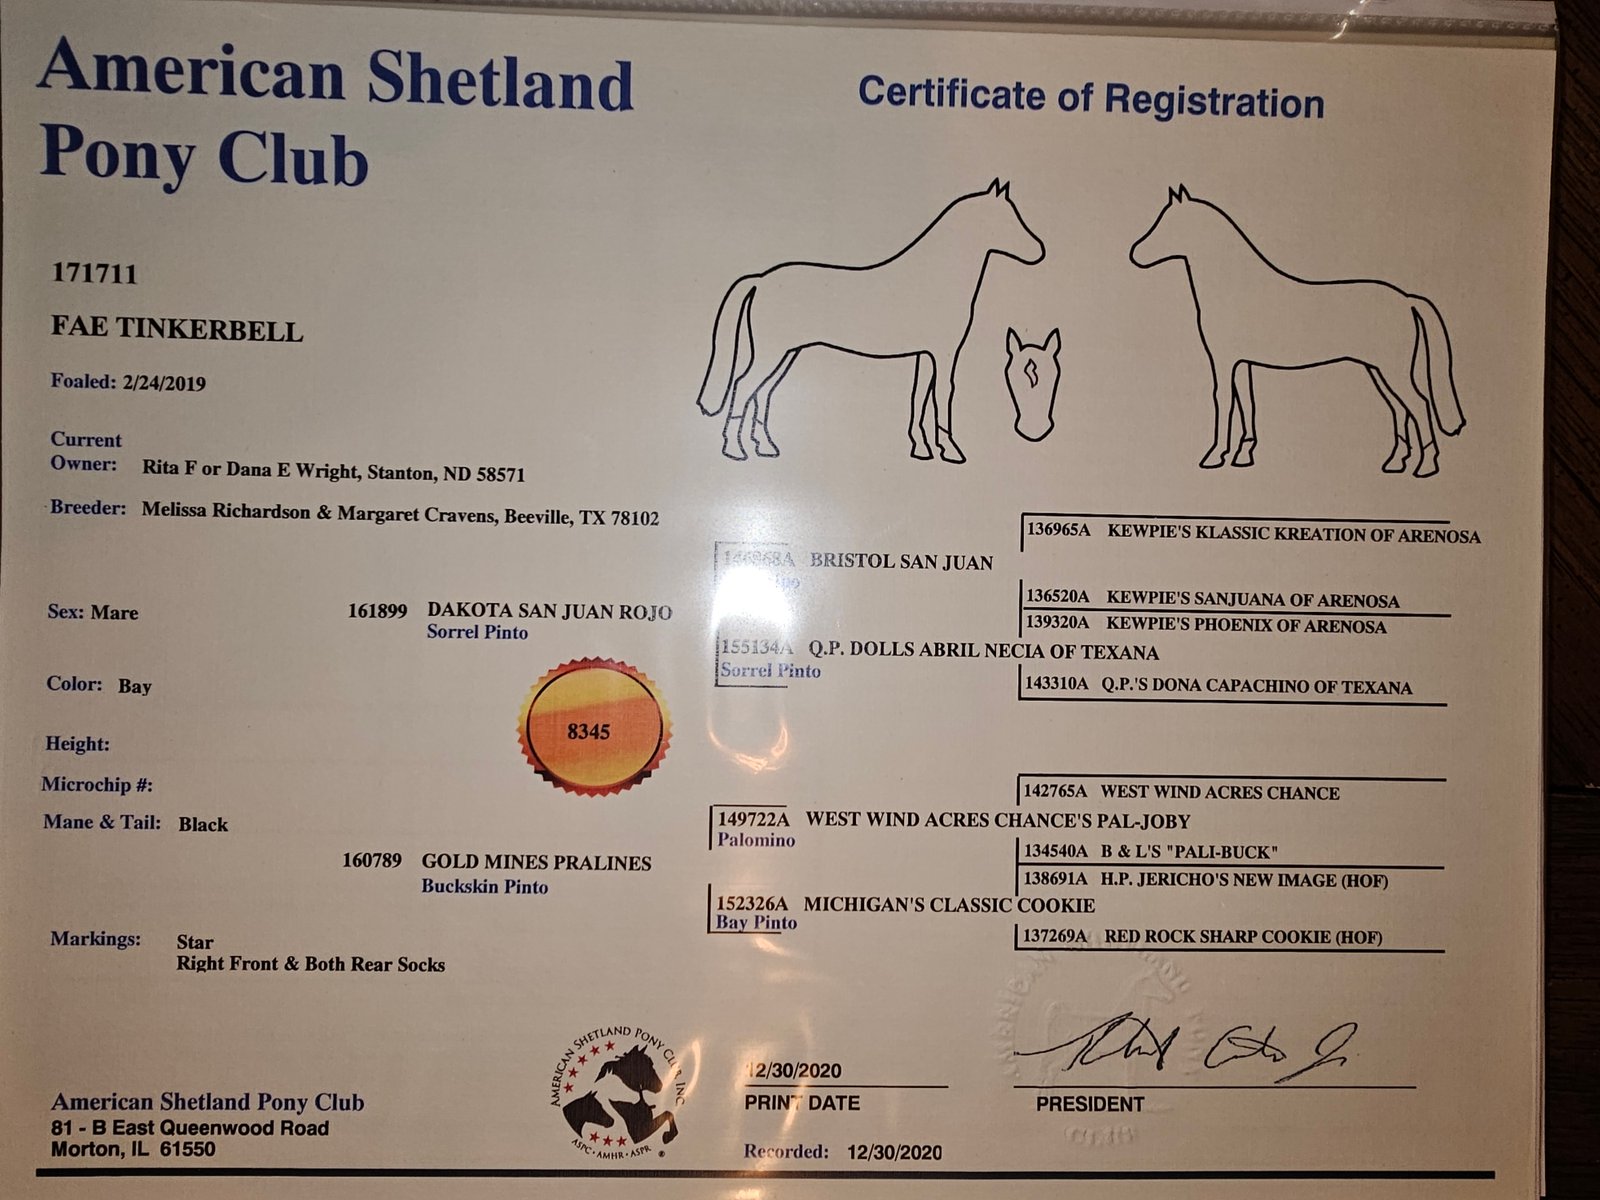 American Shetland
Pony Club
Certificate of Registration
171711
FAE TINKERBELL
Foaled: 2/24/2019
Current
Owner: Rita F or Dana E Wright, Stanton, ND 58571
Breeder: Melissa Richardson & Margaret Cravens, Beeville, TX 78102
136965A KEWPIE'S KLASSIC KREATION OF ARENOSA
BRISTOL SAN JUAN
136520A KEWPIE'S SANJUANA OF ARENOSA
Sex: Mare
161899 DAKOTA SAN JUAN ROJO
Sorrel Pinto
139320A KEWPIE'S PHOENIX OF ARENOSA
155134A Q.P. DOLLS ABRIL NECIA OF TEXANA
Sorrel Pinto
143310A Q.P.'S DONA CAPACHINO OF TEXANA
Color: Bay
8345
Height:
Microchip #:
142765A WEST WIND ACRES CHANCE
Mane & Tail: Black
149722A WEST WIND ACRES CHANCE'S PAL-JOBY
Palomino
134540A B & L'S "PALI-BUCK"
160789 GOLD MINES PRALINES
Buckskin Pinto
138691A H.P. JERICHO'S NEW IMAGE (HOF)
152326A MICHIGAN'S CLASSIC COOKIE
Bay Pinto
137269A RED ROCK SHARP COOKIE (HOF)
Markings: Star
Right Front & Both Rear Socks
AMERICAN SHETLAND PONY CLUB, INC.
ASPC · AMHR · ASPR ®
12/30/2020
PRINT DATE
PRESIDENT
Recorded: 12/30/2020
American Shetland Pony Club
81 - B East Queenwood Road
Morton, IL 61550